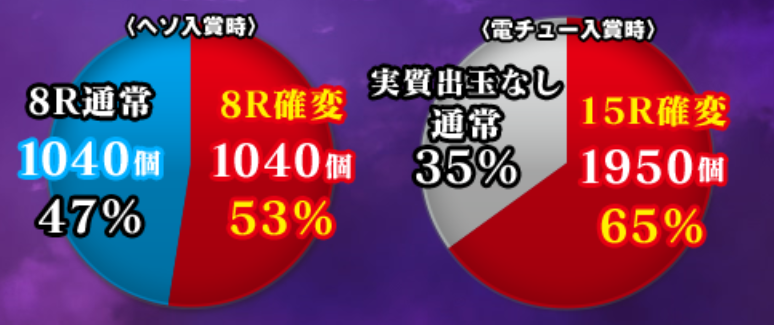 〈ヘソ入賞時〉
8R通常
1040個
47%
8R確変
1040個
53%
〈電チュー入賞時〉
実質出玉なし
通常
35%
15R確変
1950個
65%